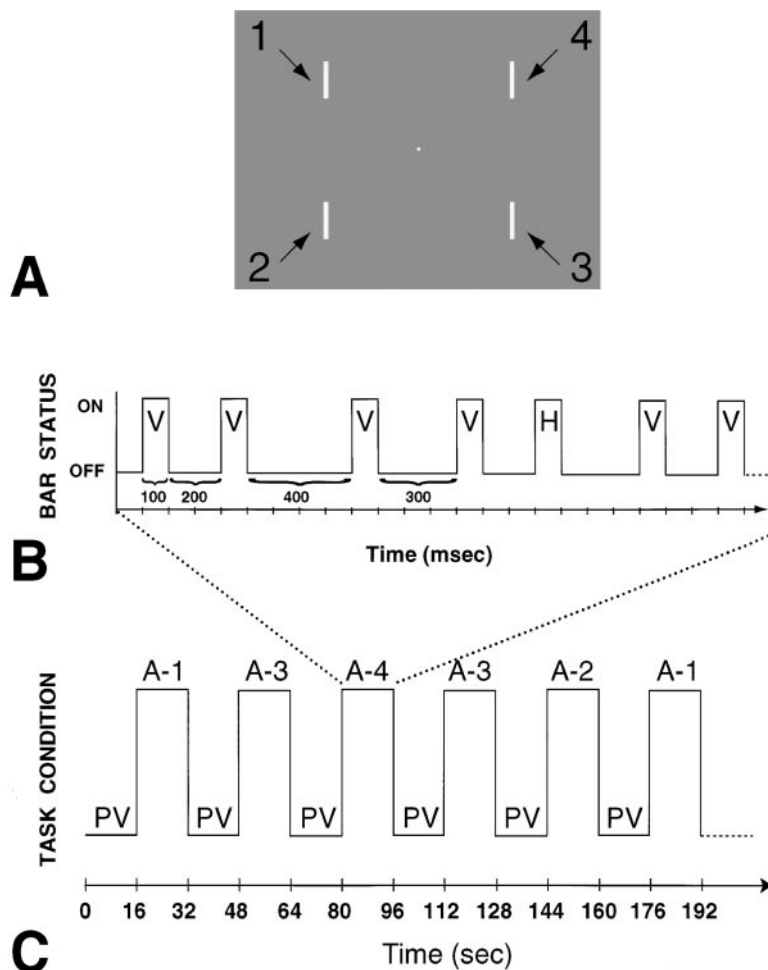 1 4
2 3
A
BAR STATUS
ON
V V V V H V V
OFF
100 200 400 300
Time (msec)
B
TASK CONDITION
A-1 A-3 A-4 A-3 A-2 A-1
PV PV PV PV PV PV
0 16 32 48 64 80 96 112 128 144 160 176 192
Time (sec)
C